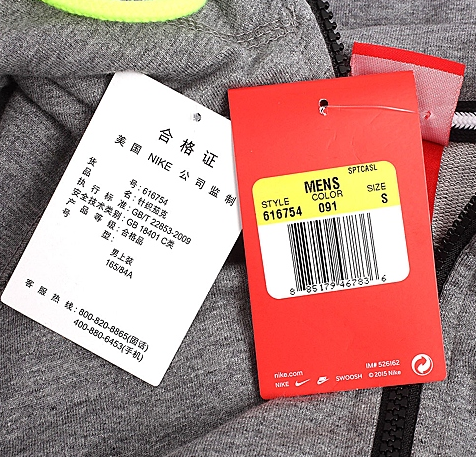 合格证
美国 NIKE 公司监制
货号: 616754
品名: 针织茄克
执行标准: GB/T 22853-2009
安全技术类别: GB 18401 C类
产品等级: 合格品
型号:
男上装
165/84A
客服热线: 800-820-8865(固话)
400-880-6453(手机)
SPTCASL
MENS
STYLE COLOR SIZE
616754 091 S
8 85179 46783 6
nike.com
IM# 526162
NIKE SWOOSH © 2015 Nike